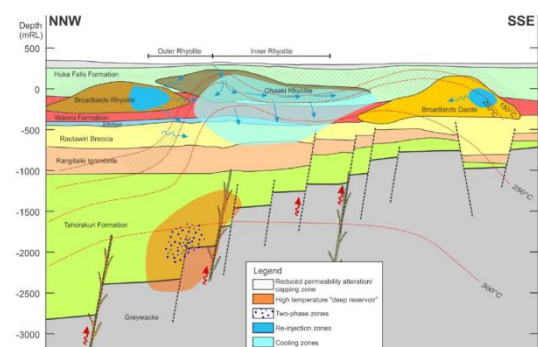 NNW
SSE
Depth
(mRL)
Outer Rhyolite
Inner Rhyolite
500
0
-500
-1000
-1500
-2000
-2500
-3000
Huka Falls Formation
Broadlands Rhyolite
Ohaaki Rhyolite
Broadlands Dacite
Waiora Formation
Rautawiri Breccia
Rangitaiki Ignimbrite
Tahorakuri Formation
Greywacke
200°C
150°C
250°C
300°C
Legend
Reduced permeability alteration/
capping zone
High temperature "deep reservoir"
Two-phase zones
Re-injection zones
Cooling zones